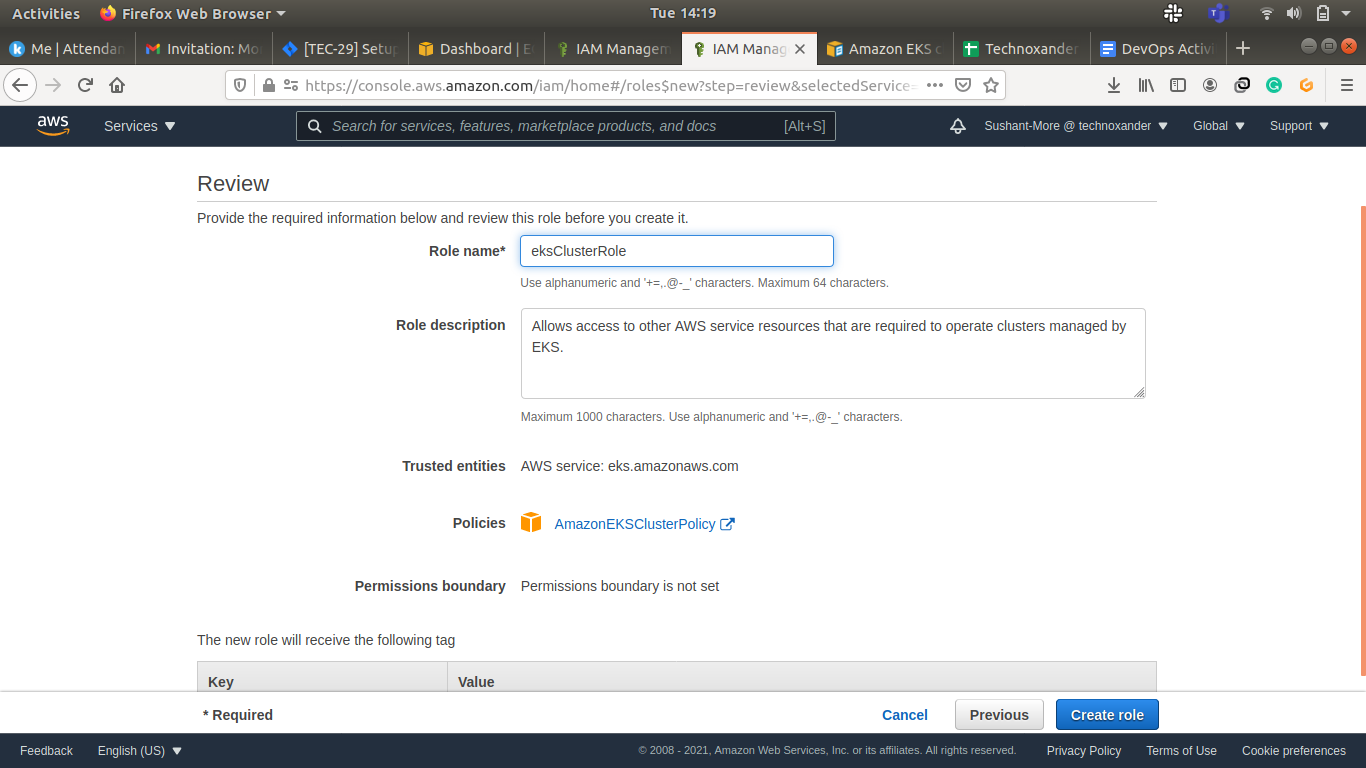 Activities
Firefox Web Browser
Tue 14:19
Me | Attendan
Invitation: Mo
[TEC-29] Setup
Dashboard | E
IAM Managem
IAM Manag
Amazon EKS c
Technoxander
DevOps Activi
https://console.aws.amazon.com/iam/home#/roles$new?step=review&selectedService=
aws
Services
Search for services, features, marketplace products, and docs
[Alt+S]
Sushant-More @ technoxander
Global
Support
Review
Provide the required information below and review this role before you create it.
Role name*
eksClusterRole
Use alphanumeric and '+=,.@-_' characters. Maximum 64 characters.
Role description
Allows access to other AWS service resources that are required to operate clusters managed by
EKS.
Maximum 1000 characters. Use alphanumeric and '+=,.@-_' characters.
Trusted entities
AWS service: eks.amazonaws.com
Policies
AmazonEKSClusterPolicy
Permissions boundary
Permissions boundary is not set
The new role will receive the following tag
Key
Value
* Required
Cancel
Previous
Create role
Feedback
English (US)
© 2008 - 2021, Amazon Web Services, Inc. or its affiliates. All rights reserved.
Privacy Policy
Terms of Use
Cookie preferences